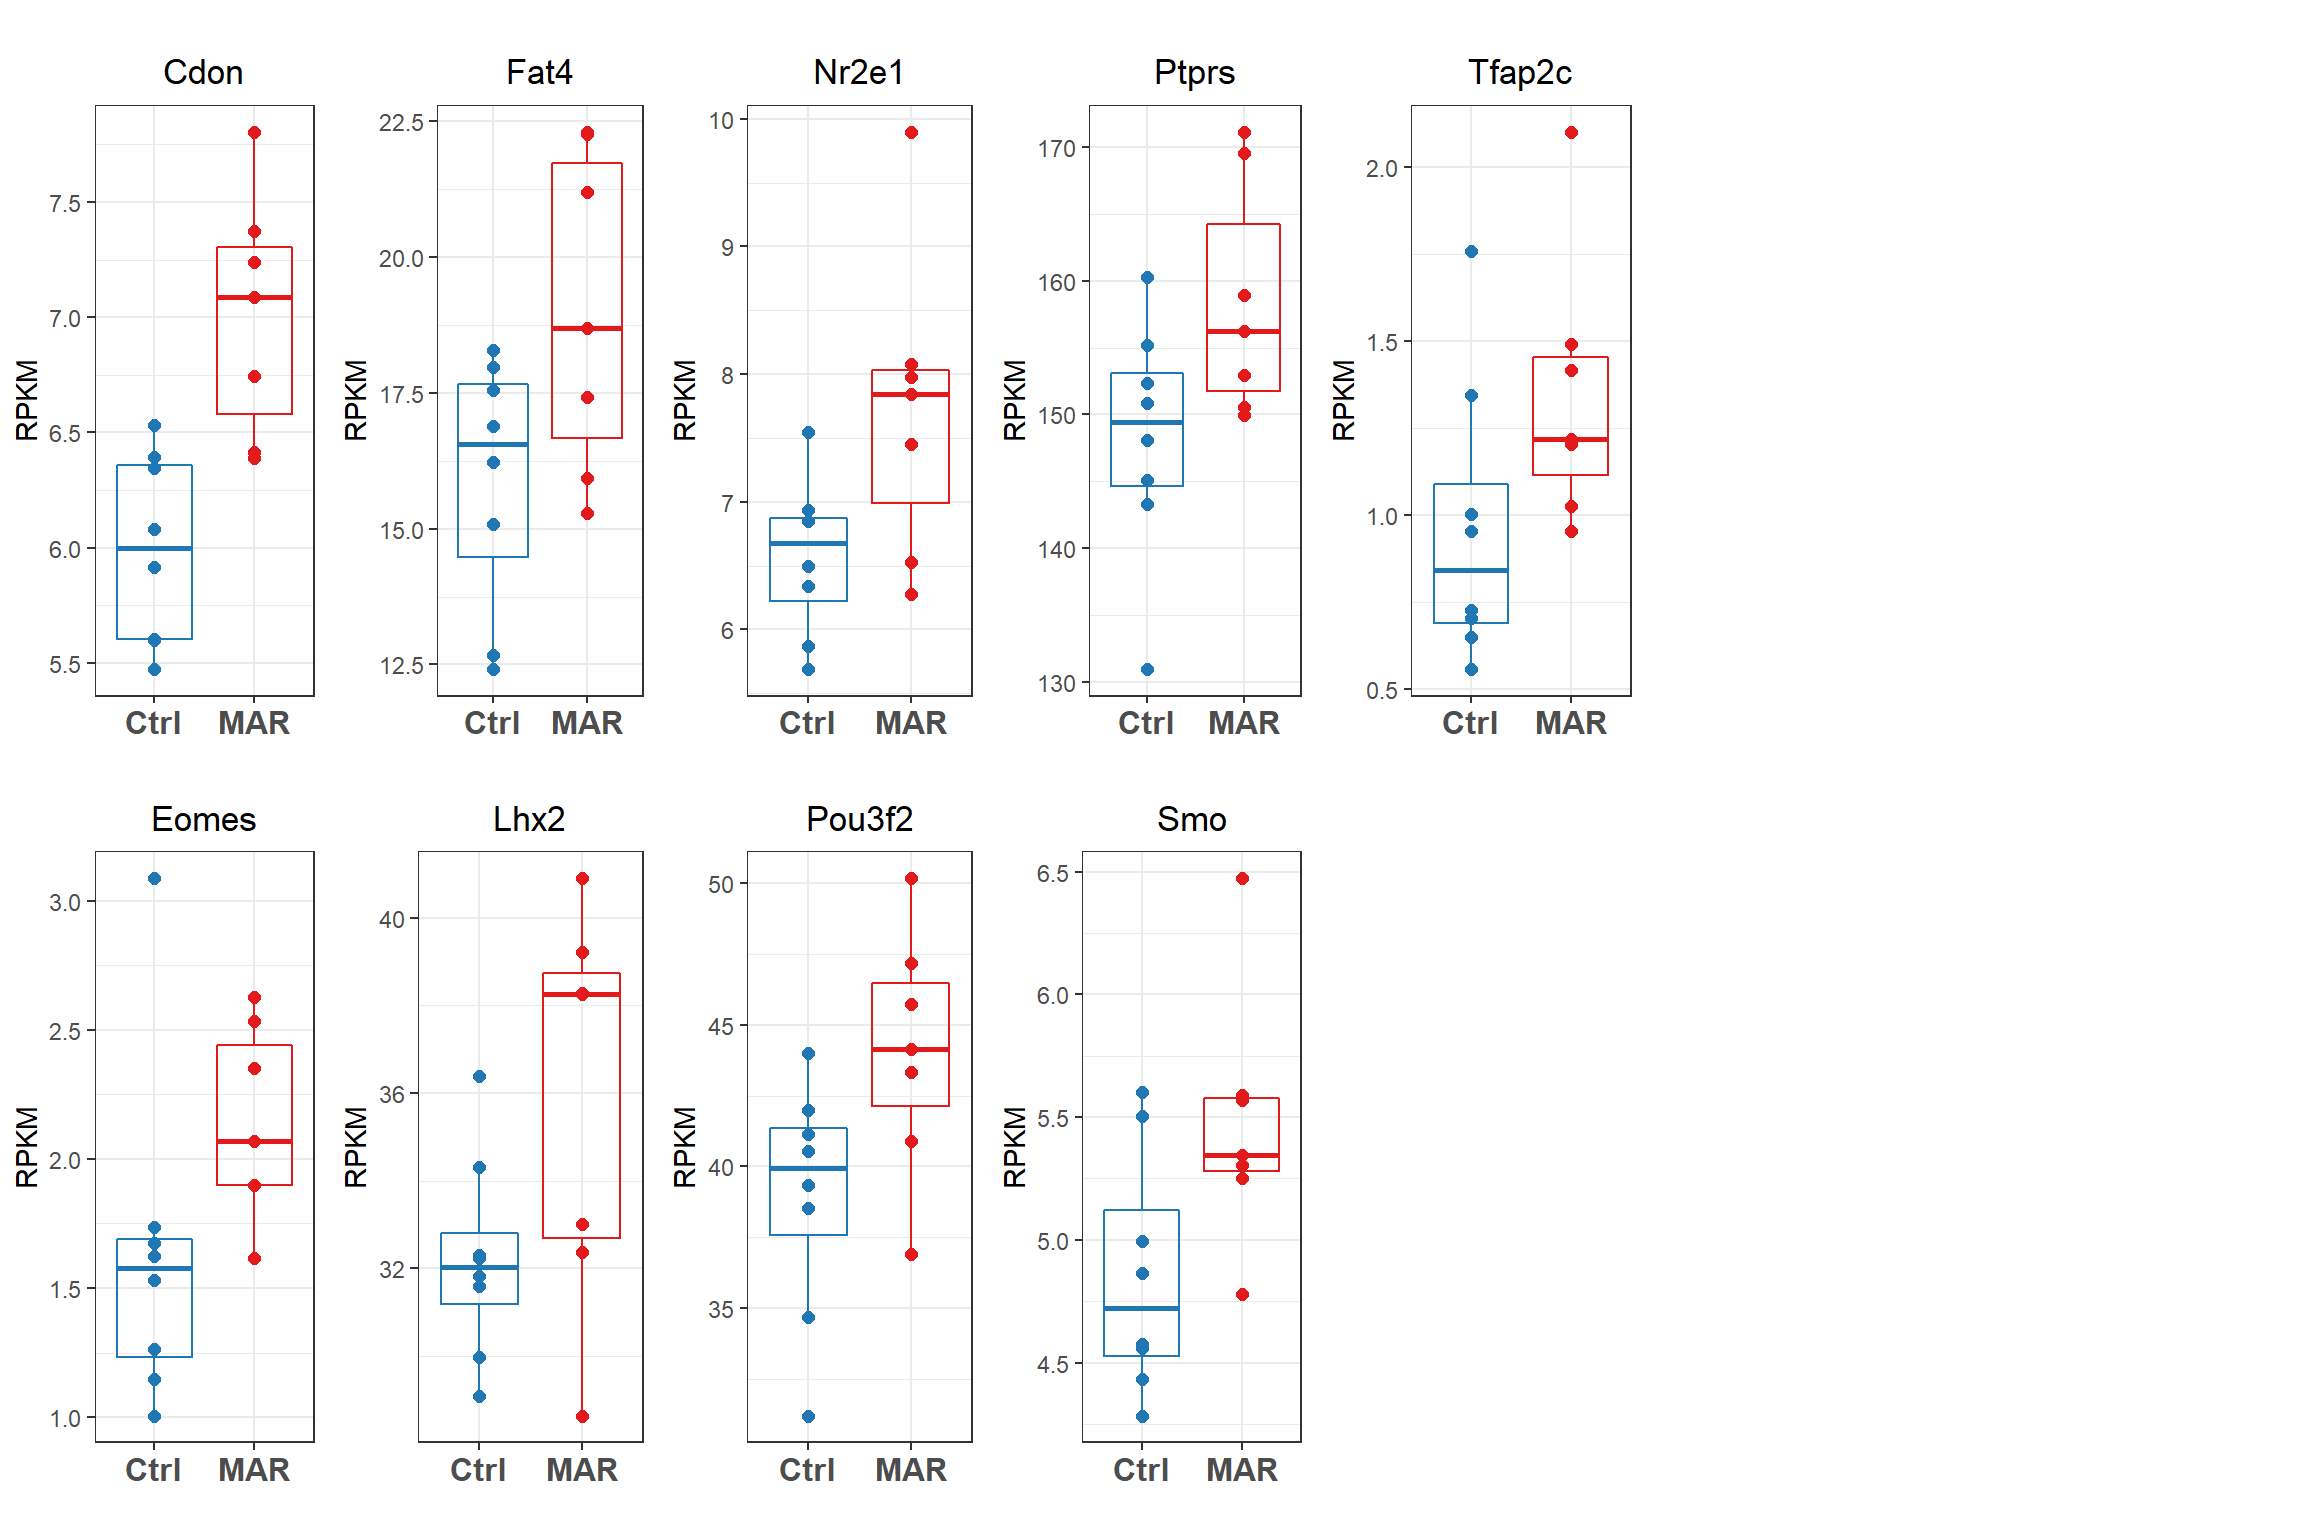 Cdon
Fat4
Nr2e1
Ptprs
Tfap2c
RPKM
7.5
7.0
6.5
6.0
5.5
Ctrl MAR
RPKM
22.5
20.0
17.5
15.0
12.5
Ctrl MAR
RPKM
10
9
8
7
6
Ctrl MAR
RPKM
170
160
150
140
130
Ctrl MAR
RPKM
2.0
1.5
1.0
0.5
Ctrl MAR
Eomes
Lhx2
Pou3f2
Smo
RPKM
3.0
2.5
2.0
1.5
1.0
Ctrl MAR
RPKM
40
36
32
Ctrl MAR
RPKM
50
45
40
35
Ctrl MAR
RPKM
6.5
6.0
5.5
5.0
4.5
Ctrl MAR